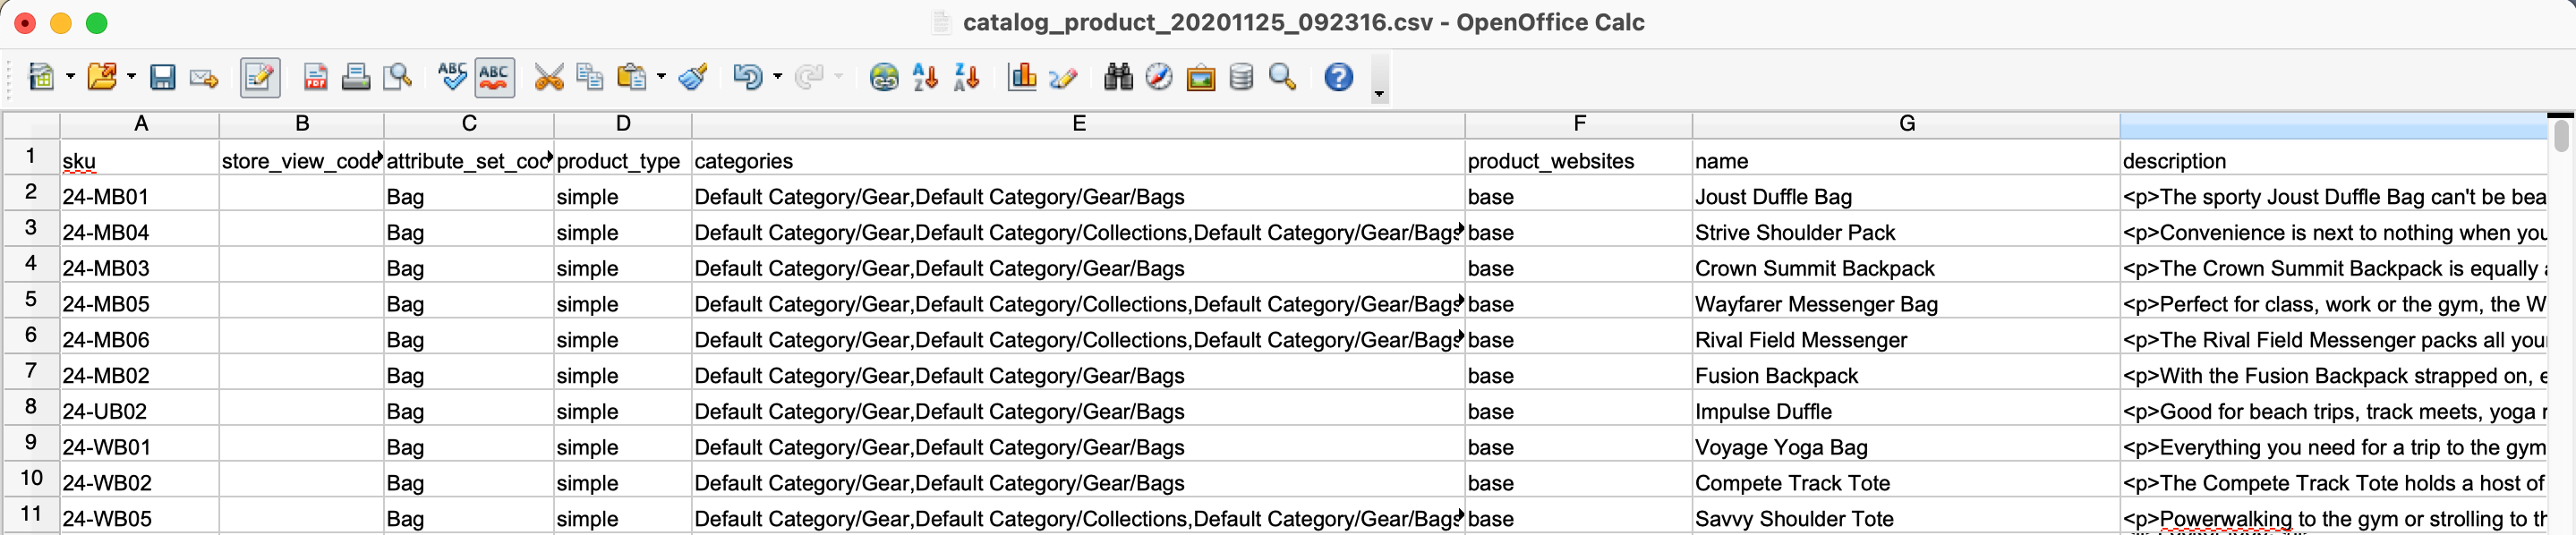 catalog_product_20201125_092316.csv - OpenOffice Calc
A B C D E F G
1 sku store_view_code attribute_set_coc product_type categories product_websites name description
2 24-MB01 Bag simple Default Category/Gear,Default Category/Gear/Bags base Joust Duffle Bag <p>The sporty Joust Duffle Bag can't be bea
3 24-MB04 Bag simple Default Category/Gear,Default Category/Collections,Default Category/Gear/Bags base Strive Shoulder Pack <p>Convenience is next to nothing when you
4 24-MB03 Bag simple Default Category/Gear,Default Category/Gear/Bags base Crown Summit Backpack <p>The Crown Summit Backpack is equally a
5 24-MB05 Bag simple Default Category/Gear,Default Category/Collections,Default Category/Gear/Bags base Wayfarer Messenger Bag <p>Perfect for class, work or the gym, the W
6 24-MB06 Bag simple Default Category/Gear,Default Category/Collections,Default Category/Gear/Bags base Rival Field Messenger <p>The Rival Field Messenger packs all you
7 24-MB02 Bag simple Default Category/Gear,Default Category/Gear/Bags base Fusion Backpack <p>With the Fusion Backpack strapped on, e
8 24-UB02 Bag simple Default Category/Gear,Default Category/Gear/Bags base Impulse Duffle <p>Good for beach trips, track meets, yoga r
9 24-WB01 Bag simple Default Category/Gear,Default Category/Gear/Bags base Voyage Yoga Bag <p>Everything you need for a trip to the gym
10 24-WB02 Bag simple Default Category/Gear,Default Category/Gear/Bags base Compete Track Tote <p>The Compete Track Tote holds a host of
11 24-WB05 Bag simple Default Category/Gear,Default Category/Collections,Default Category/Gear/Bags base Savvy Shoulder Tote <p>Powerwalking to the gym or strolling to th